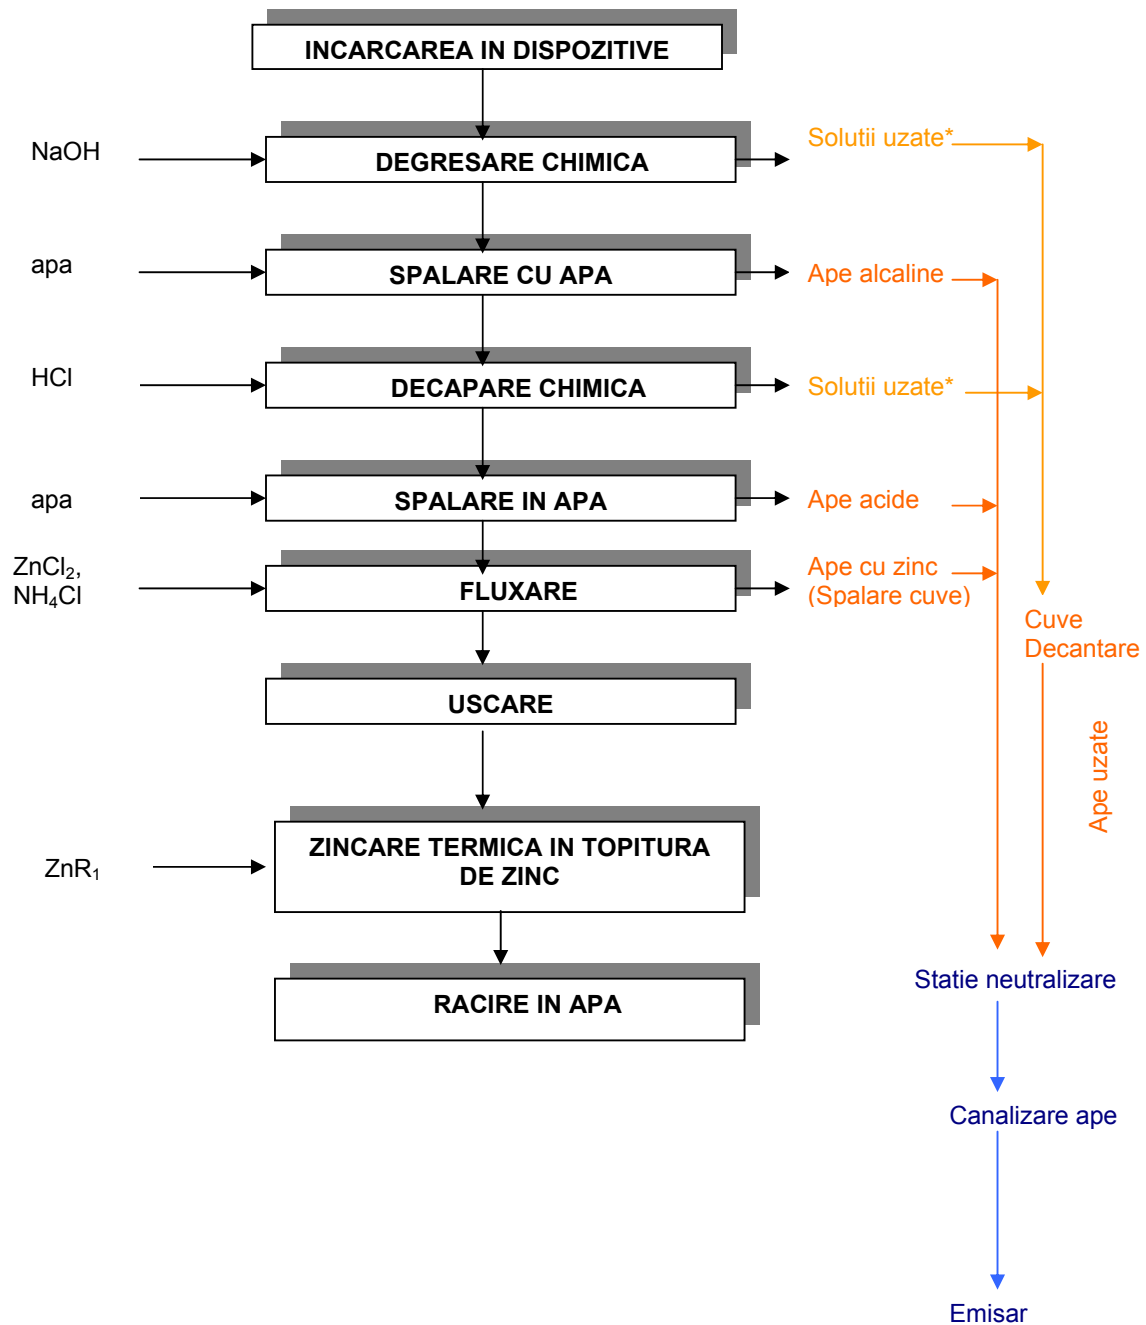 INCARCAREA IN DISPOZITIVE
NaOH
DEGRESARE CHIMICA
Solutii uzate*
apa
SPALARE CU APA
Ape alcaline
HCl
DECAPARE CHIMICA
Solutii uzate*
apa
SPALARE IN APA
Ape acide
ZnCl₂,
NH₄Cl
FLUXARE
Ape cu zinc
(Spalare cuve)
Cuve
Decantare
USCARE
Ape uzate
ZnR₁
ZINCARE TERMICA IN TOPITURA
DE ZINC
RACIRE IN APA
Statie neutralizare
Canalizare ape
Emisar